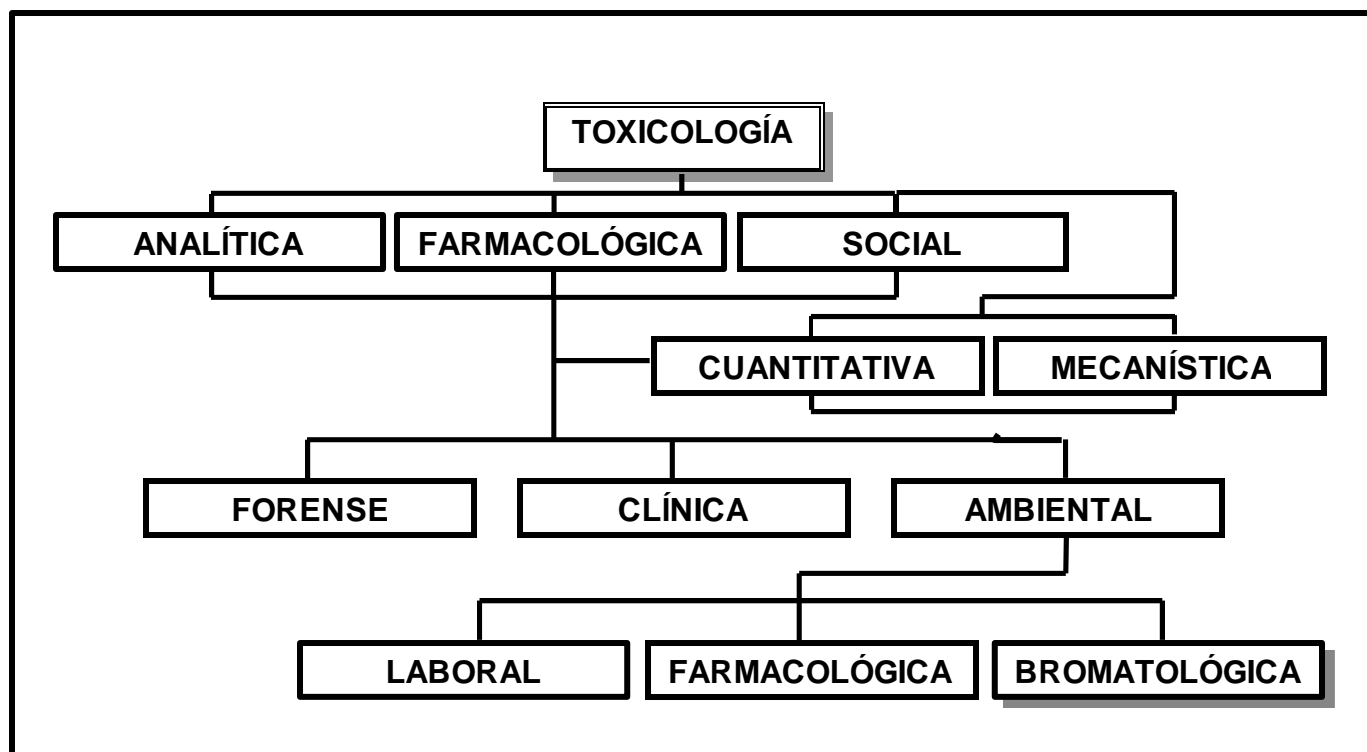 TOXICOLOGÍA
ANALÍTICA
FARMACOLÓGICA
SOCIAL
CUANTITATIVA
MECANÍSTICA
FORENSE
CLÍNICA
AMBIENTAL
LABORAL
FARMACOLÓGICA
BROMATOLÓGICA